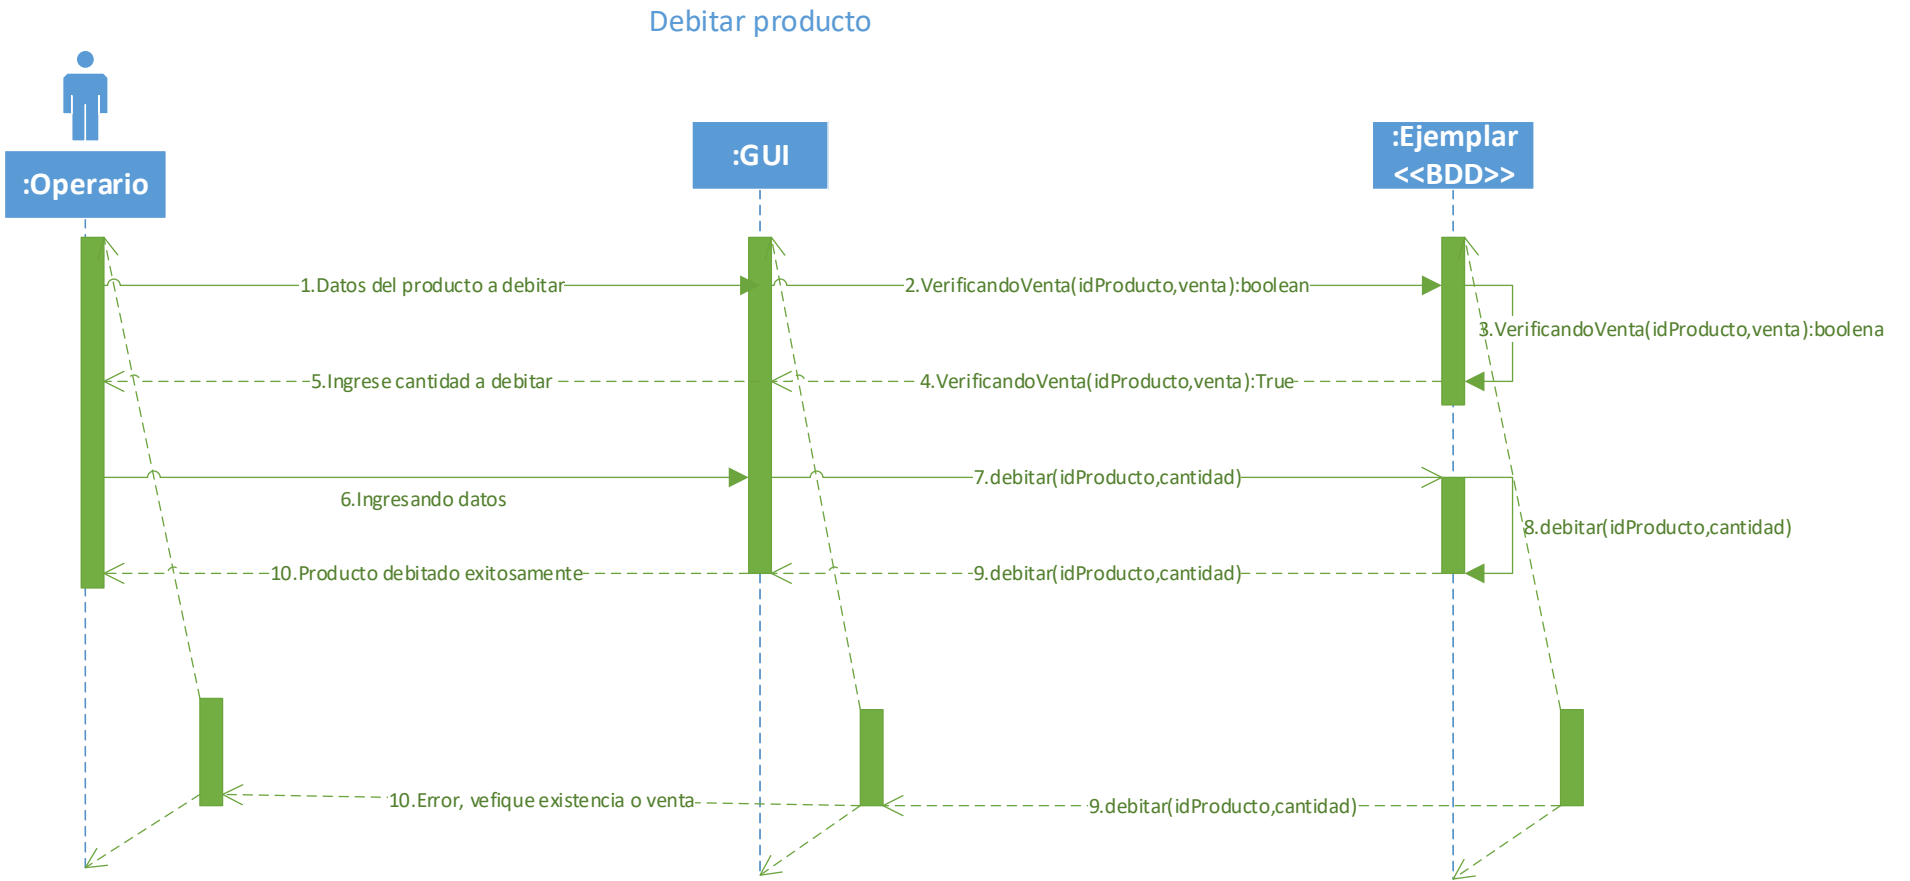 Debitar producto
:Operario
:GUI
:Ejemplar
<<BDD>>
1.Datos del producto a debitar
2.VerificandoVenta(idProducto,venta):boolean
3.VerificandoVenta(idProducto,venta):boolena
5.Ingrese cantidad a debitar
4.VerificandoVenta(idProducto,venta):True
6.Ingresando datos
7.debitar(idProducto,cantidad)
8.debitar(idProducto,cantidad)
10.Producto debitado exitosamente
9.debitar(idProducto,cantidad)
10.Error, vefique existencia o venta
9.debitar(idProducto,cantidad)